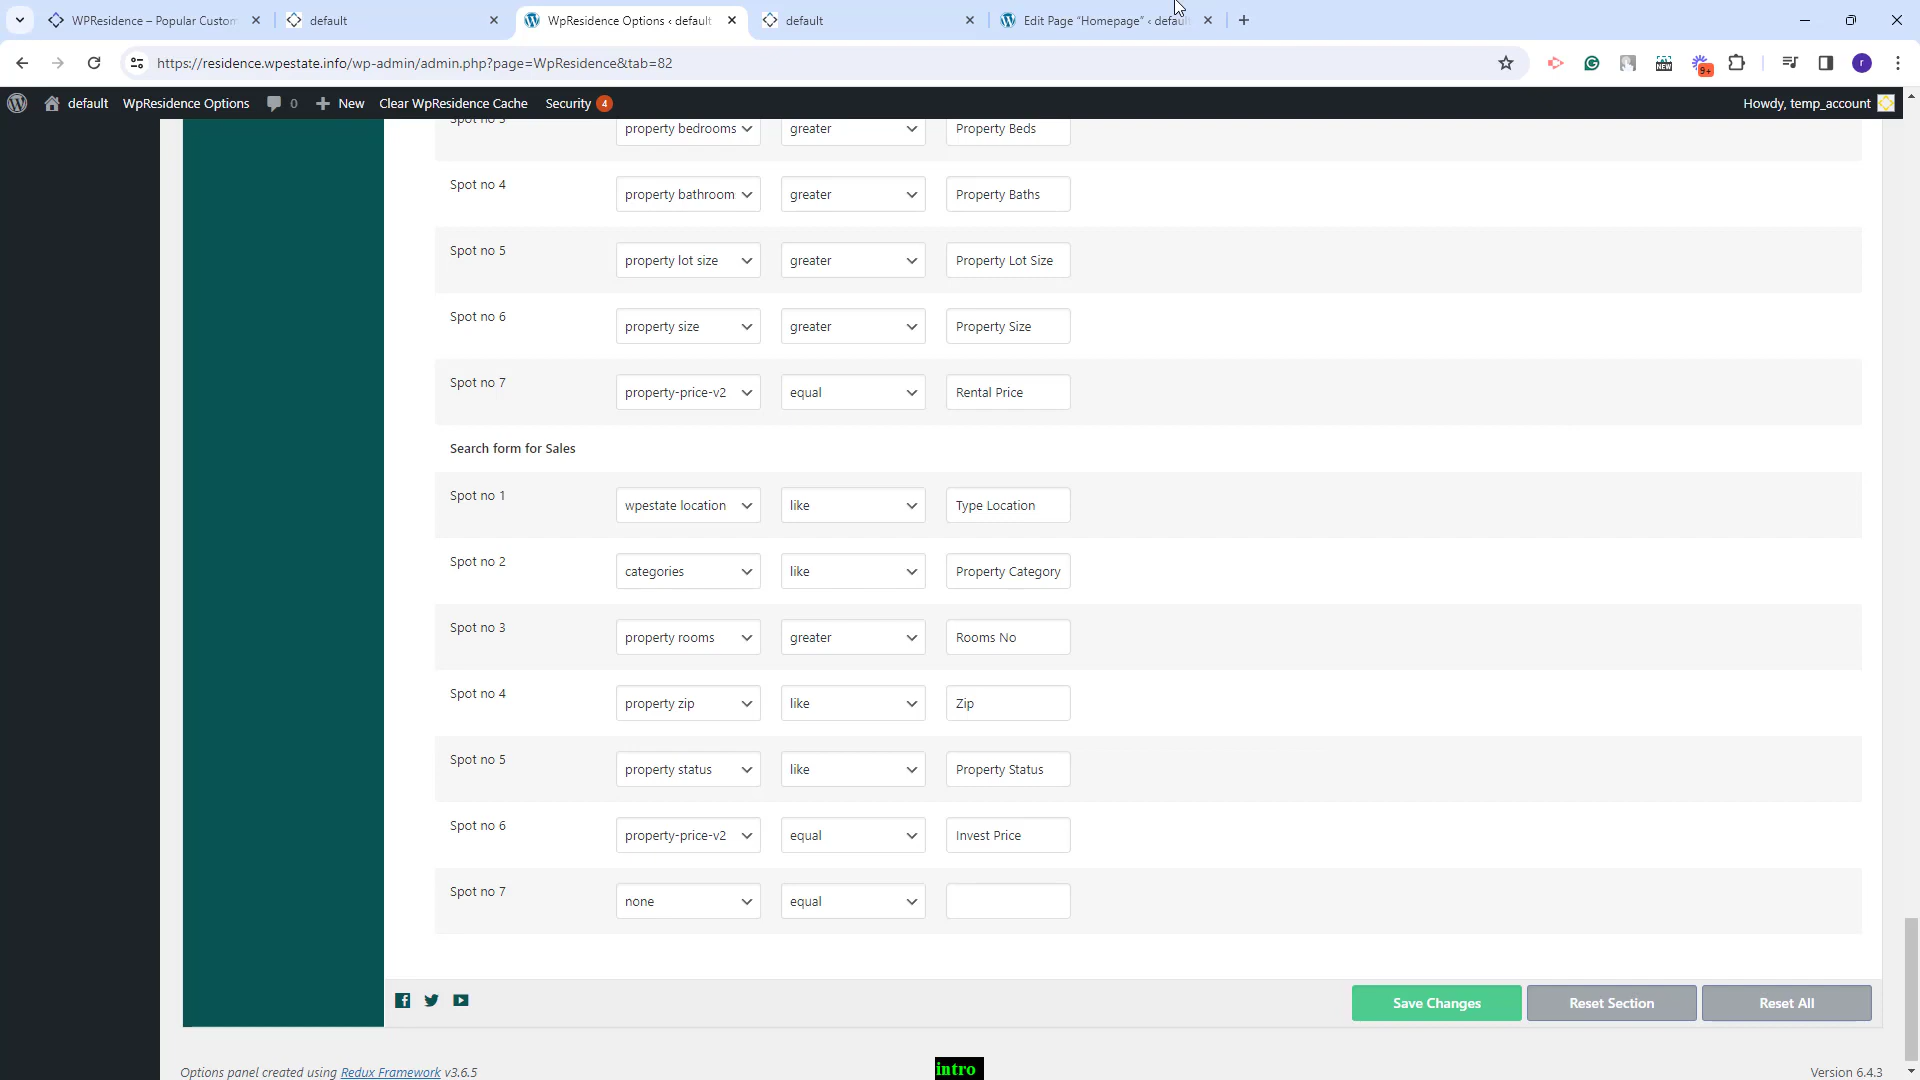 WPResidence – Popular Custom
default
WpResidence Options ‹ default
default
Edit Page “Homepage” ‹ default
https://residence.wpestate.info/wp-admin/admin.php?page=WpResidence&tab=82
NEW
9+
r
default
WpResidence Options
0
New
Clear WpResidence Cache
Security 4
Howdy, temp_account
Spot no 3
property bedrooms
greater
Property Beds
Spot no 4
property bathroom
greater
Property Baths
Spot no 5
property lot size
greater
Property Lot Size
Spot no 6
property size
greater
Property Size
Spot no 7
property-price-v2
equal
Rental Price
Search form for Sales
Spot no 1
wpestate location
like
Type Location
Spot no 2
categories
like
Property Category
Spot no 3
property rooms
greater
Rooms No
Spot no 4
property zip
like
Zip
Spot no 5
property status
like
Property Status
Spot no 6
property-price-v2
equal
Invest Price
Spot no 7
none
equal
Save Changes
Reset Section
Reset All
Options panel created using Redux Framework v3.6.5
intro
Version 6.4.3